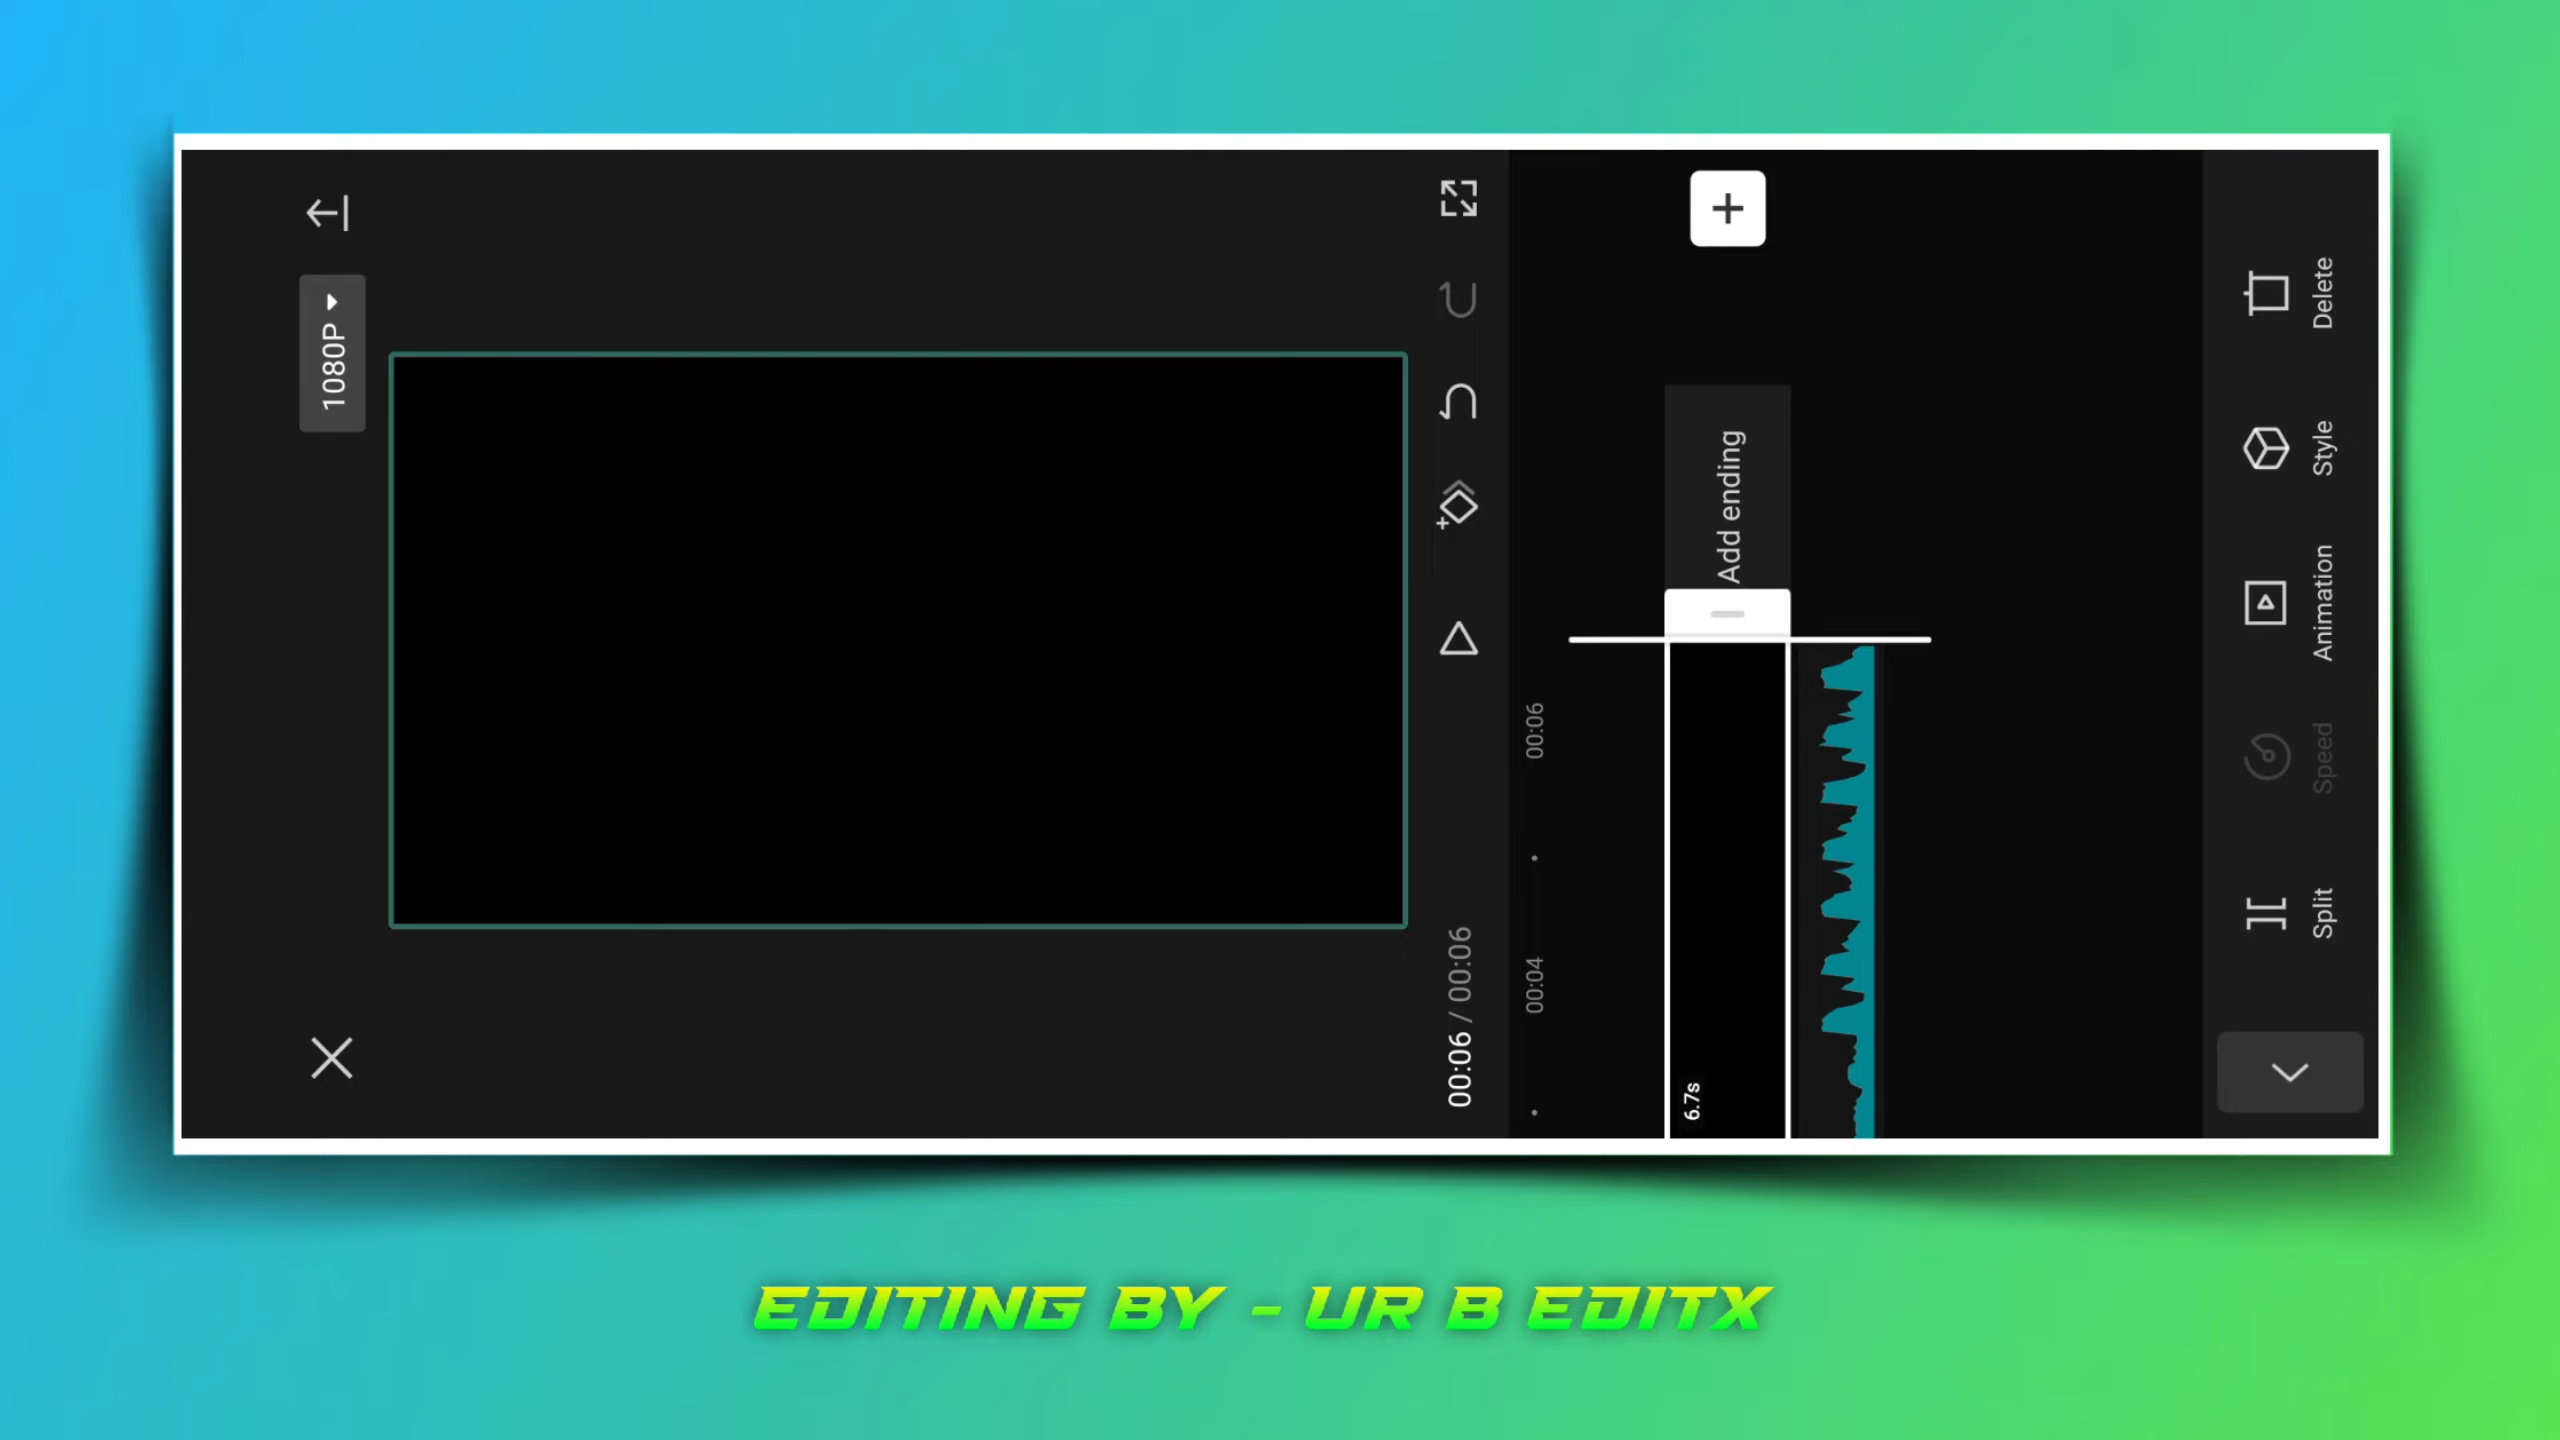 1080P
00:06 / 00:06
00:04
00:06
6.7s
Add ending
Split
Speed
Animation
Style
Delete
EDITING BY - UR B EDITX